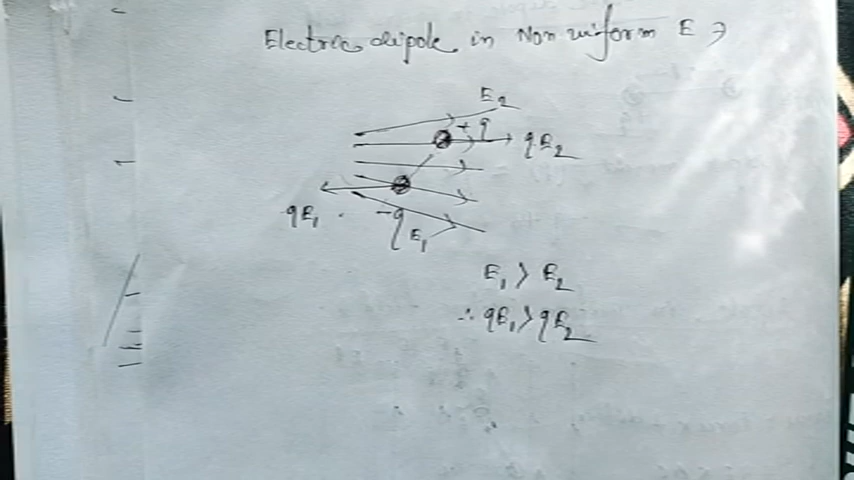 Electric dipole in Non uniform E →
E2
+q
qE2
qE1
-q
E1
E1 > E2
∴ qE1 > qE2